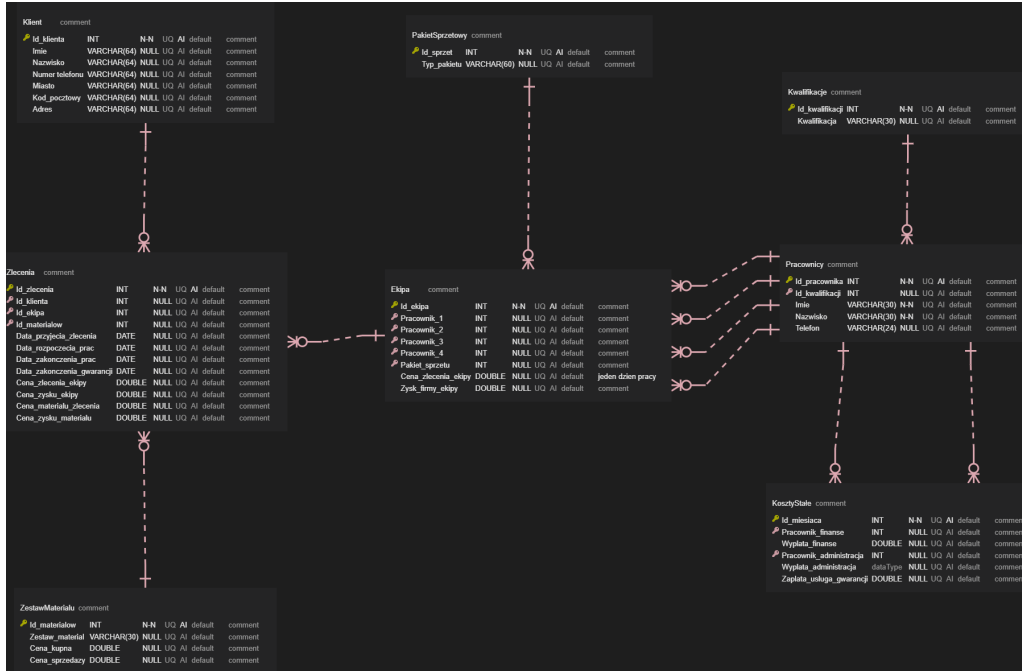 Klient comment
Id_klienta INT N-N UQ AI default comment
Imie VARCHAR(64) NULL UQ AI default comment
Nazwisko VARCHAR(64) NULL UQ AI default comment
Numer telefonu VARCHAR(64) NULL UQ AI default comment
Miasto VARCHAR(64) NULL UQ AI default comment
Kod_pocztowy VARCHAR(64) NULL UQ AI default comment
Adres VARCHAR(64) NULL UQ AI default comment
PakietSprzetowy comment
Id_sprzet INT N-N UQ AI default comment
Typ_pakietu VARCHAR(60) NULL UQ AI default comment
Kwalifikacje comment
Id_kwalifikacji INT N-N UQ AI default comment
Kwalifikacja VARCHAR(30) NULL UQ AI default comment
Zlecenia comment
Id_zlecenia INT N-N UQ AI default comment
Id_klienta INT NULL UQ AI default comment
Id_ekipa INT NULL UQ AI default comment
Id_materialow INT NULL UQ AI default comment
Data_przyjecia_zlecenia DATE NULL UQ AI default comment
Data_rozpoczecia_prac DATE NULL UQ AI default comment
Data_zakonczenia_prac DATE NULL UQ AI default comment
Data_zakonczenia_gwarancji DATE NULL UQ AI default comment
Cena_zlecenia_ekipy DOUBLE NULL UQ AI default comment
Cena_zysku_ekipy DOUBLE NULL UQ AI default comment
Cena_materialu_zlecenia DOUBLE NULL UQ AI default comment
Cena_zysku_materialu DOUBLE NULL UQ AI default comment
Ekipa comment
Id_ekipa INT N-N UQ AI default comment
Pracownik_1 INT NULL UQ AI default comment
Pracownik_2 INT NULL UQ AI default comment
Pracownik_3 INT NULL UQ AI default comment
Pracownik_4 INT NULL UQ AI default comment
Pakiet_sprzetu INT NULL UQ AI default comment
Cena_zlecenia_ekipy DOUBLE NULL UQ AI default jeden dzien pracy
Zysk_firmy_ekipy DOUBLE NULL UQ AI default comment
Pracownicy comment
Id_pracownika INT N-N UQ AI default comment
Id_kwalifikacji INT NULL UQ AI default comment
Imie VARCHAR(30) N-N UQ AI default comment
Nazwisko VARCHAR(30) N-N UQ AI default comment
Telefon VARCHAR(24) NULL UQ AI default comment
KosztyStałe comment
Id_miesiaca INT N-N UQ AI default comment
Pracownik_finanse INT NULL UQ AI default comment
Wyplata_finanse DOUBLE NULL UQ AI default comment
Pracownik_administracja INT NULL UQ AI default comment
Wyplata_administracja dataType NULL UQ AI default comment
Zaplata_usluga_gwarancji DOUBLE NULL UQ AI default comment
ZestawMaterialu comment
Id_materialow INT N-N UQ AI default comment
Zestaw_material VARCHAR(30) NULL UQ AI default comment
Cena_kupna DOUBLE NULL UQ AI default comment
Cena_sprzedazy DOUBLE NULL UQ AI default comment